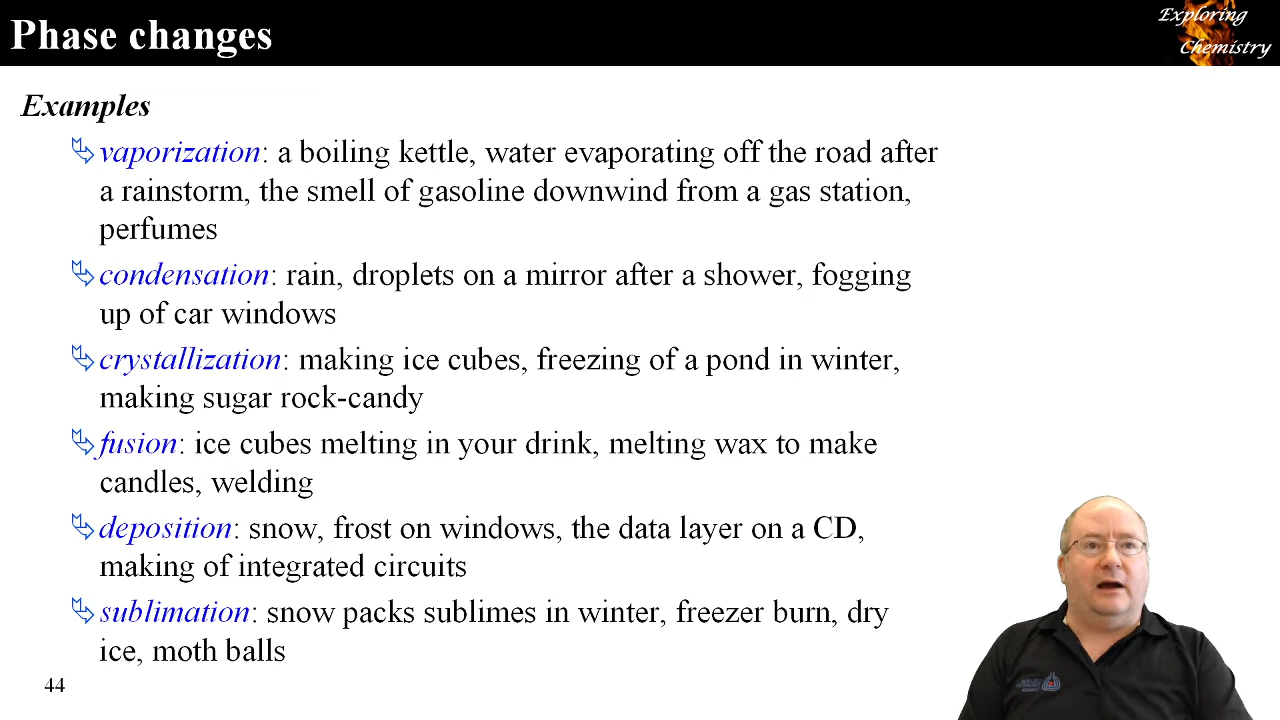 Phase changes
Exploring
Chemistry
Examples
vaporization: a boiling kettle, water evaporating off the road after
a rainstorm, the smell of gasoline downwind from a gas station,
perfumes
condensation: rain, droplets on a mirror after a shower, fogging
up of car windows
crystallization: making ice cubes, freezing of a pond in winter,
making sugar rock-candy
fusion: ice cubes melting in your drink, melting wax to make
candles, welding
deposition: snow, frost on windows, the data layer on a CD,
making of integrated circuits
sublimation: snow packs sublimes in winter, freezer burn, dry
ice, moth balls
44